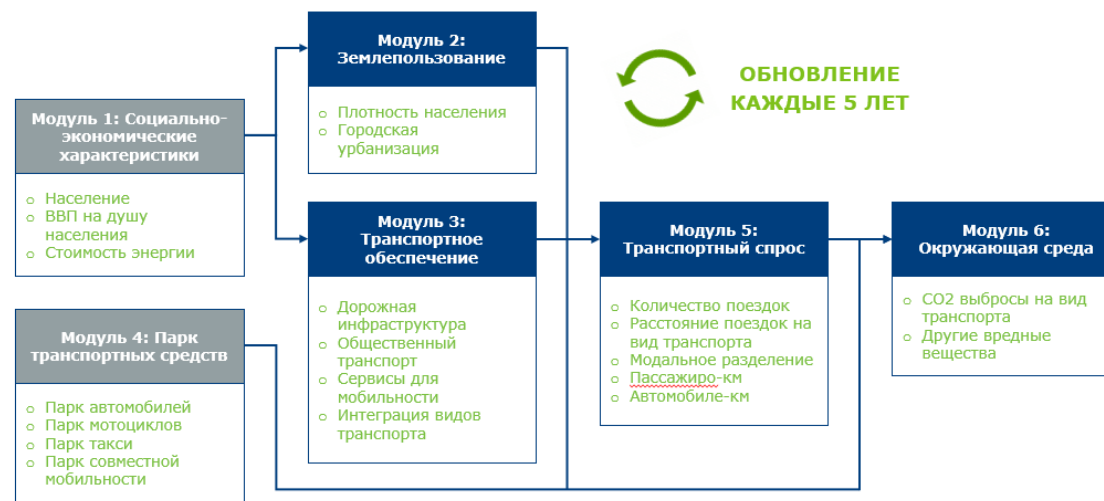 Модуль 1: Социально-
экономические
характеристики
o Население
o ВВП на душу
населения
o Стоимость энергии
Модуль 2:
Землепользование
o Плотность населения
o Городская
урбанизация
ОБНОВЛЕНИЕ
КАЖДЫЕ 5 ЛЕТ
Модуль 3:
Транспортное
обеспечение
o Дорожная
инфраструктура
o Общественный
транспорт
o Сервисы для
мобильности
o Интеграция видов
транспорта
Модуль 4: Парк
транспортных средств
o Парк автомобилей
o Парк мотоциклов
o Парк такси
o Парк совместной
мобильности
Модуль 5:
Транспортный спрос
o Количество поездок
o Расстояние поездок на
вид транспорта
o Модальное разделение
o Пассажиро-км
o Автомобиле-км
Модуль 6:
Окружающая среда
o СО2 выбросы на вид
транспорта
o Другие вредные
вещества